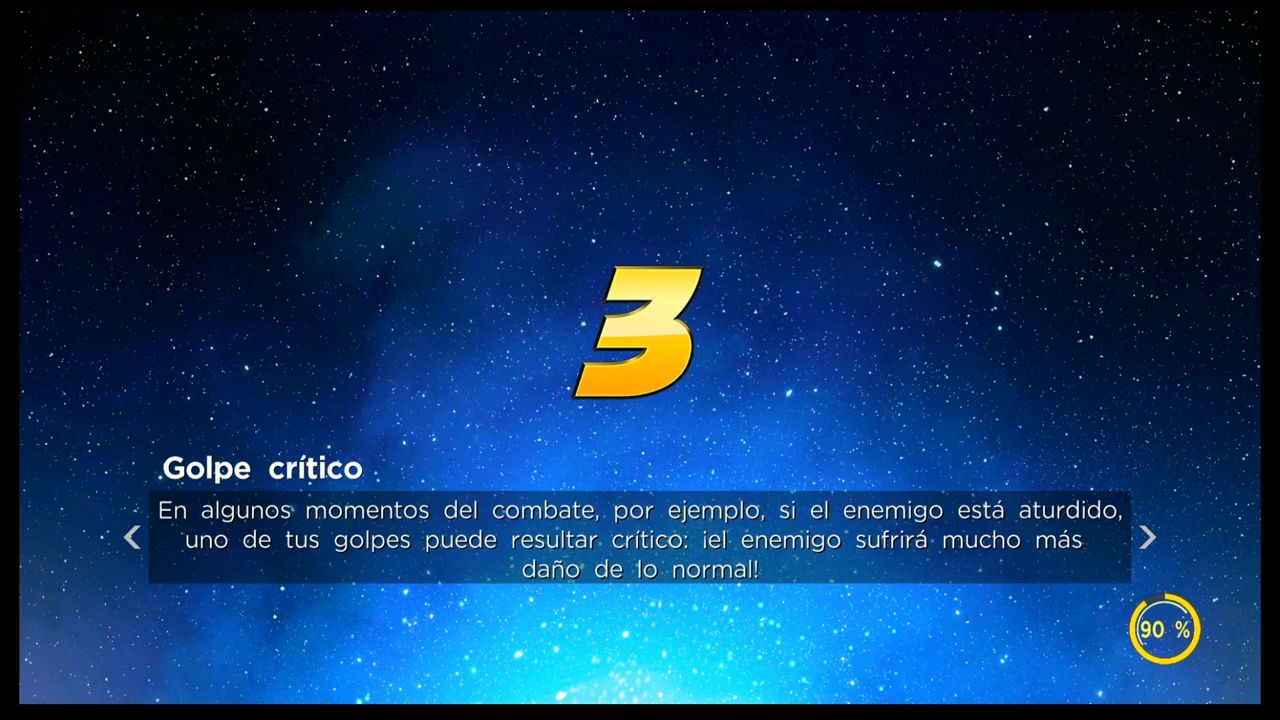 3
Golpe crítico
En algunos momentos del combate, por ejemplo, si el enemigo está aturdido,
uno de tus golpes puede resultar crítico: ¡el enemigo sufrirá mucho más
daño de lo normal!
90 %